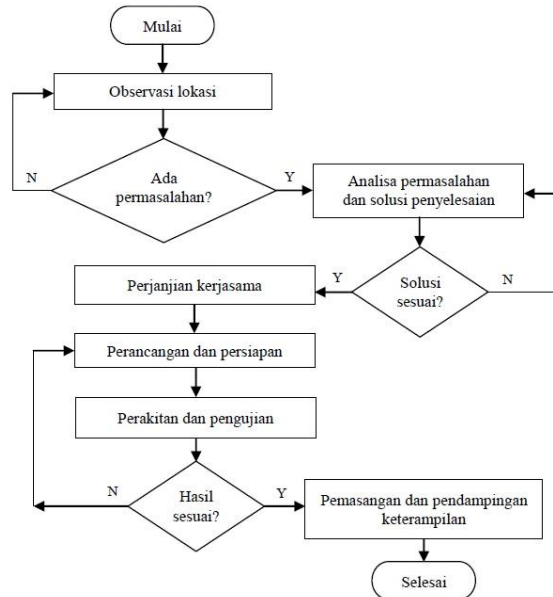 Mulai
Observasi lokasi
N
Ada
permasalahan?
Y
Analisa permasalahan
dan solusi penyelesaian
Perjanjian kerjasama
Y
Solusi
sesuai?
N
Perancangan dan persiapan
Perakitan dan pengujian
N
Hasil
sesuai?
Y
Pemasangan dan pendampingan
keterampilan
Selesai